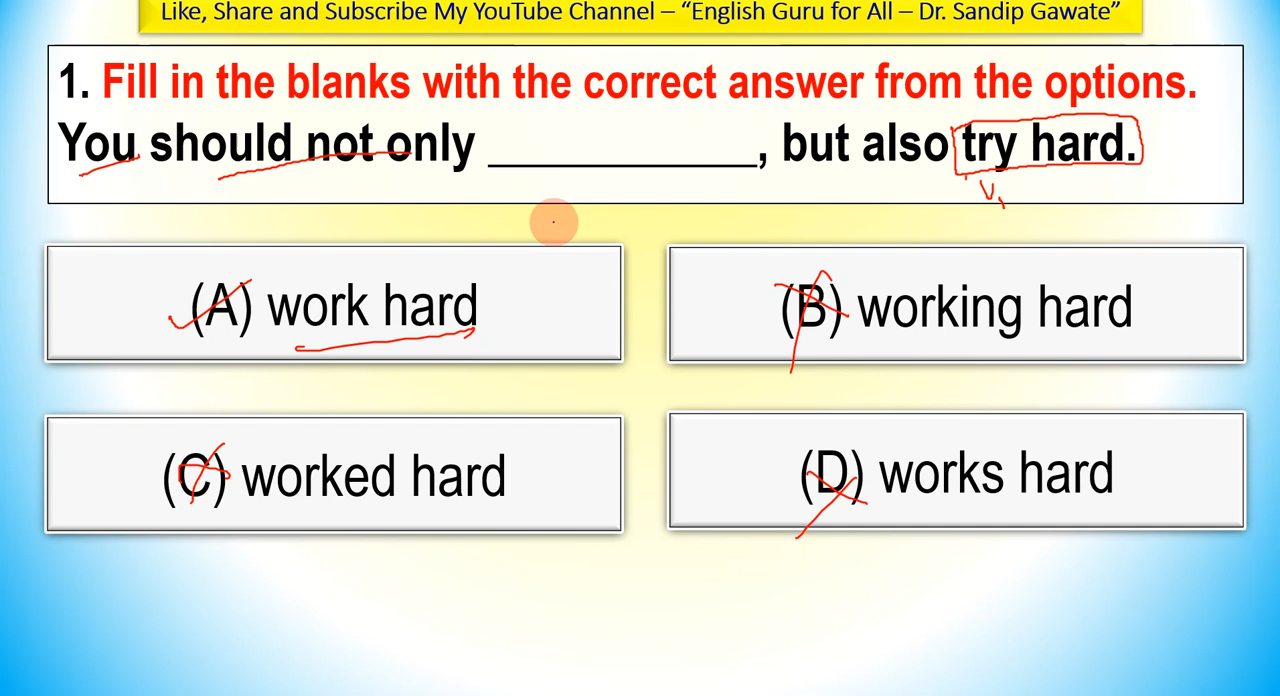 Like, Share and Subscribe My YouTube Channel – “English Guru for All – Dr. Sandip Gawate”
1. Fill in the blanks with the correct answer from the options.
You should not only ____________, but also try hard.
V1
(A) work hard
(B) working hard
(C) worked hard
(D) works hard